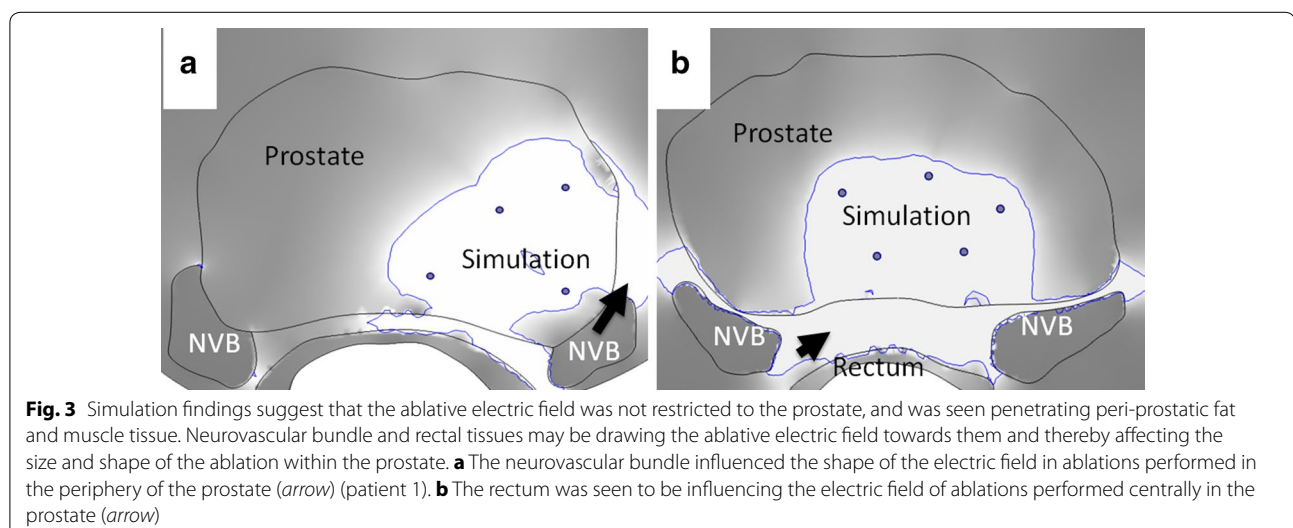 a
Prostate
Simulation
NVB
NVB
b
Prostate
Simulation
NVB
NVB
Rectum
Fig. 3 Simulation findings suggest that the ablative electric field was not restricted to the prostate, and was seen penetrating peri-prostatic fat
and muscle tissue. Neurovascular bundle and rectal tissues may be drawing the ablative electric field towards them and thereby affecting the
size and shape of the ablation within the prostate. a The neurovascular bundle influenced the shape of the electric field in ablations performed in
the periphery of the prostate (arrow) (patient 1). b The rectum was seen to be influencing the electric field of ablations performed centrally in the
prostate (arrow)